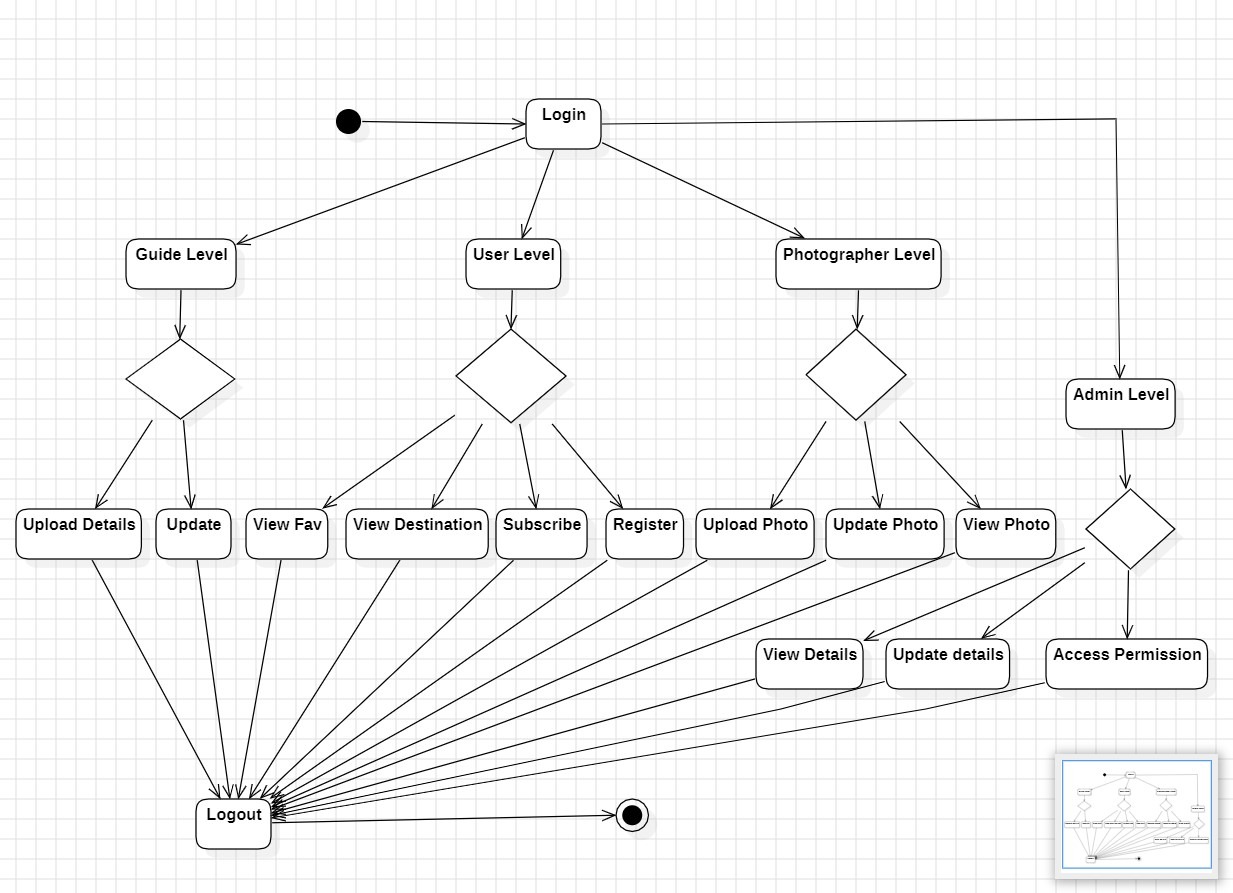 Login
Guide Level
User Level
Photographer Level
Admin Level
Upload Details
Update
View Fav
View Destination
Subscribe
Register
Upload Photo
Update Photo
View Photo
View Details
Update details
Access Permission
Logout